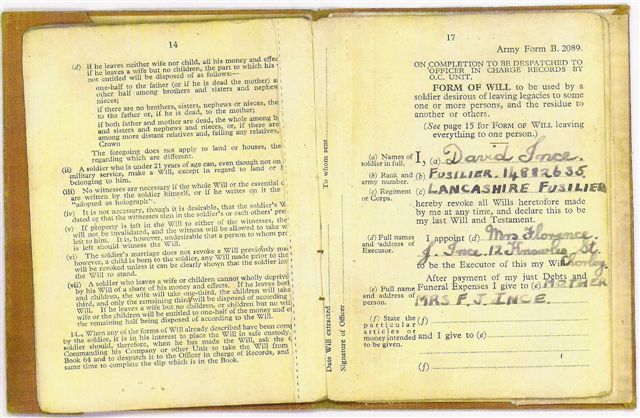 14
(d) if he leaves neither wife nor child, all his money and effec
if he leaves a wife but no children, the part to which his
not entitled will be disposed of as follows:—
one-half to the father (or if he is dead the mother) a
other half among brothers and sisters and nephew
nieces;
if there are no brothers, sisters, nephews or nieces, the
to the father or, if he is dead, to the mother;
if both father and mother are dead, the whole among b
and sisters and nephews and nieces, or, if there are
among more distant relatives and, failing any relatives,
Crown
The foregoing does not apply to land or houses, the
regarding which are different.
(ii) A soldier who is under 21 years of age can, even though not on
military service, make a Will, except in regard to land or
belonging to him.
(iii) No witnesses are necessary if the whole Will or the essential
are written by the soldier himself, or if he writes on it the
"adopted as holograph".
(iv) It is not necessary, though it is desirable, that the soldier's W
dated or that the witnesses sign in the soldier's or each others' pre
(v) If property is left in the Will to either of the witnesses, the
will not be invalidated, and the witness will be allowed to take
left to him. It is, however, undesirable that a person to whom pro
is left should witness the Will.
(vi) The soldier's marriage does not revoke a Will previously ma
however, a child is born to the soldier, any Will made prior to the
will be revoked unless it can be clearly shown that the soldier in
the Will to stand.
(vii) A soldier who leaves a wife or children cannot wholly deprive
by his Will of a share of his money and effects. If he leaves bot
and children, the wife will take one-third, the children will take
third, and only the remaining third will be disposed of according
Will. If he leaves a wife but no children, or children but no wi
wife or the children will be entitled to one-half of the money and ef
the remaining half being disposed of according to the Will.
14.. When any of the forms of Will already described have been com
by the soldier, it is in his interest to place the Will in safe custody.
soldier should, therefore, when he has made the Will, ask the
Commanding his Company or other Unit to take the Will from
Book 64 and to despatch it to the Officer in charge of Records, and
same time to complete the slip which is in the Book.
To whom sent
Date Will extracted
Signature of Officer
17
Army Form B. 2089.
ON COMPLETION TO BE DESPATCHED TO
OFFICER IN CHARGE RECORDS BY
O.C. UNIT.
FORM OF WILL to be used by a
soldier desirous of leaving legacies to some
one or more persons, and the residue to
another or others.
(See page 15 for FORM OF WILL leaving
everything to one person.)
(a) Names of soldier in full. I, (a) David Ince.
(b) Rank and army number. (b) FUSILIER. 14882635.
(c) Regiment or Corps. (c) LANCASHIRE FUSILIER
hereby revoke all Wills heretofore made
by me at any time, and declare this to be
my last Will and Testament.
(d) Full names and address of Executor. I appoint (d) Mrs Florence
J. Ince. 12 Knowles St.
to be the Executor of this my Will
After payment of my just Debts and
Funeral Expenses I give to (e) MOTHER
(e) Full name and address of person. MRS F. J. INCE.
(f) State the particular articles or money intended to be given. (f)
and I give to (e)
(f)